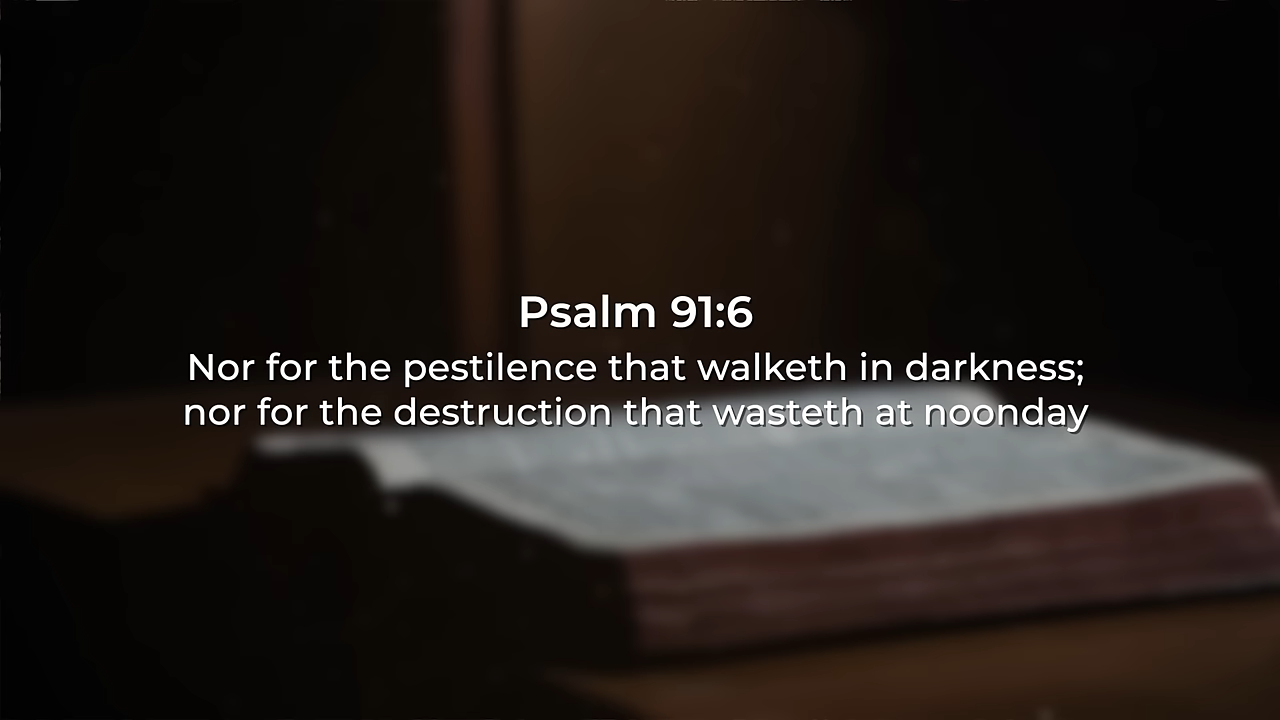 Psalm 91:6
Nor for the pestilence that walketh in darkness;
nor for the destruction that wasteth at noonday